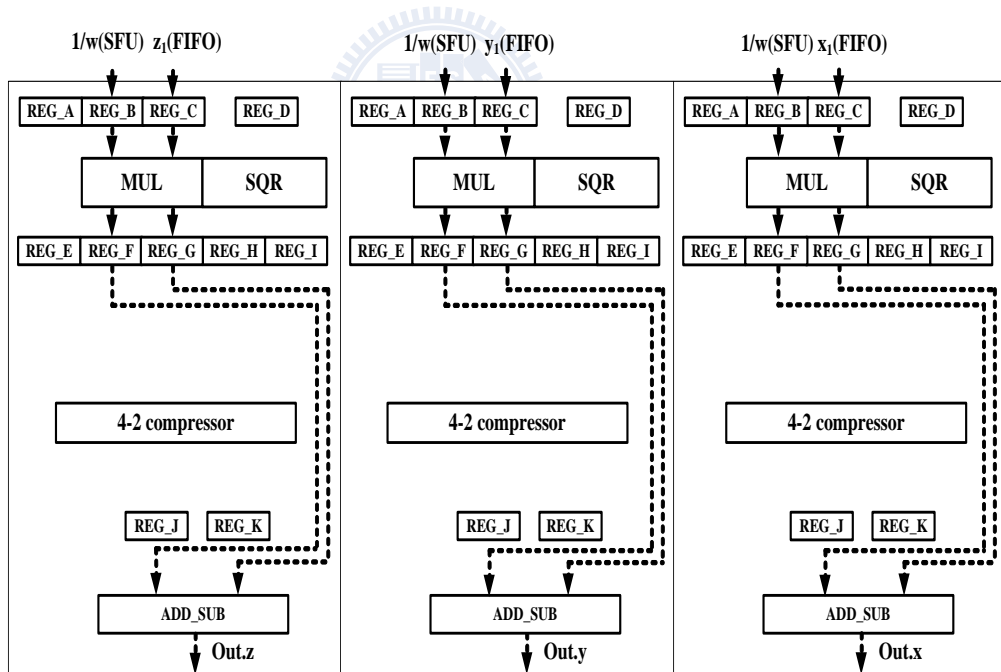 1/w(SFU) z₁(FIFO) 1/w(SFU) y₁(FIFO) 1/w(SFU) x₁(FIFO)
REG_A REG_B REG_C REG_D REG_A REG_B REG_C REG_D REG_A REG_B REG_C REG_D
MUL SQR MUL SQR MUL SQR
REG_E REG_F REG_G REG_H REG_I REG_E REG_F REG_G REG_H REG_I REG_E REG_F REG_G REG_H REG_I
4-2 compressor 4-2 compressor 4-2 compressor
REG_J REG_K REG_J REG_K REG_J REG_K
ADD_SUB ADD_SUB ADD_SUB
Out.z Out.y Out.x